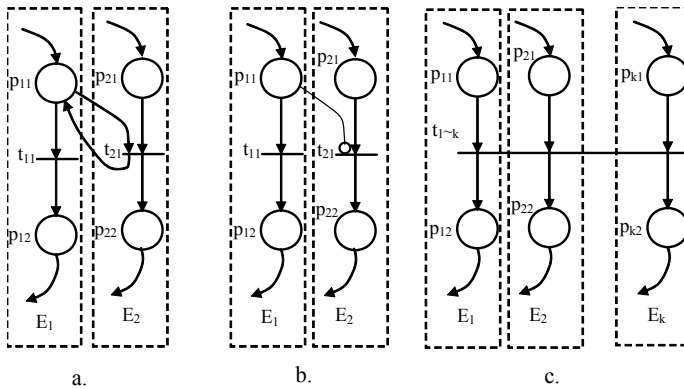 p11 p21
t11 t21
p12 p22
E1 E2
a.
p11 p21
t11 t21
p12 p22
E1 E2
b.
p11 p21 pk1
t1~k
p12 p22 pk2
E1 E2 Ek
c.